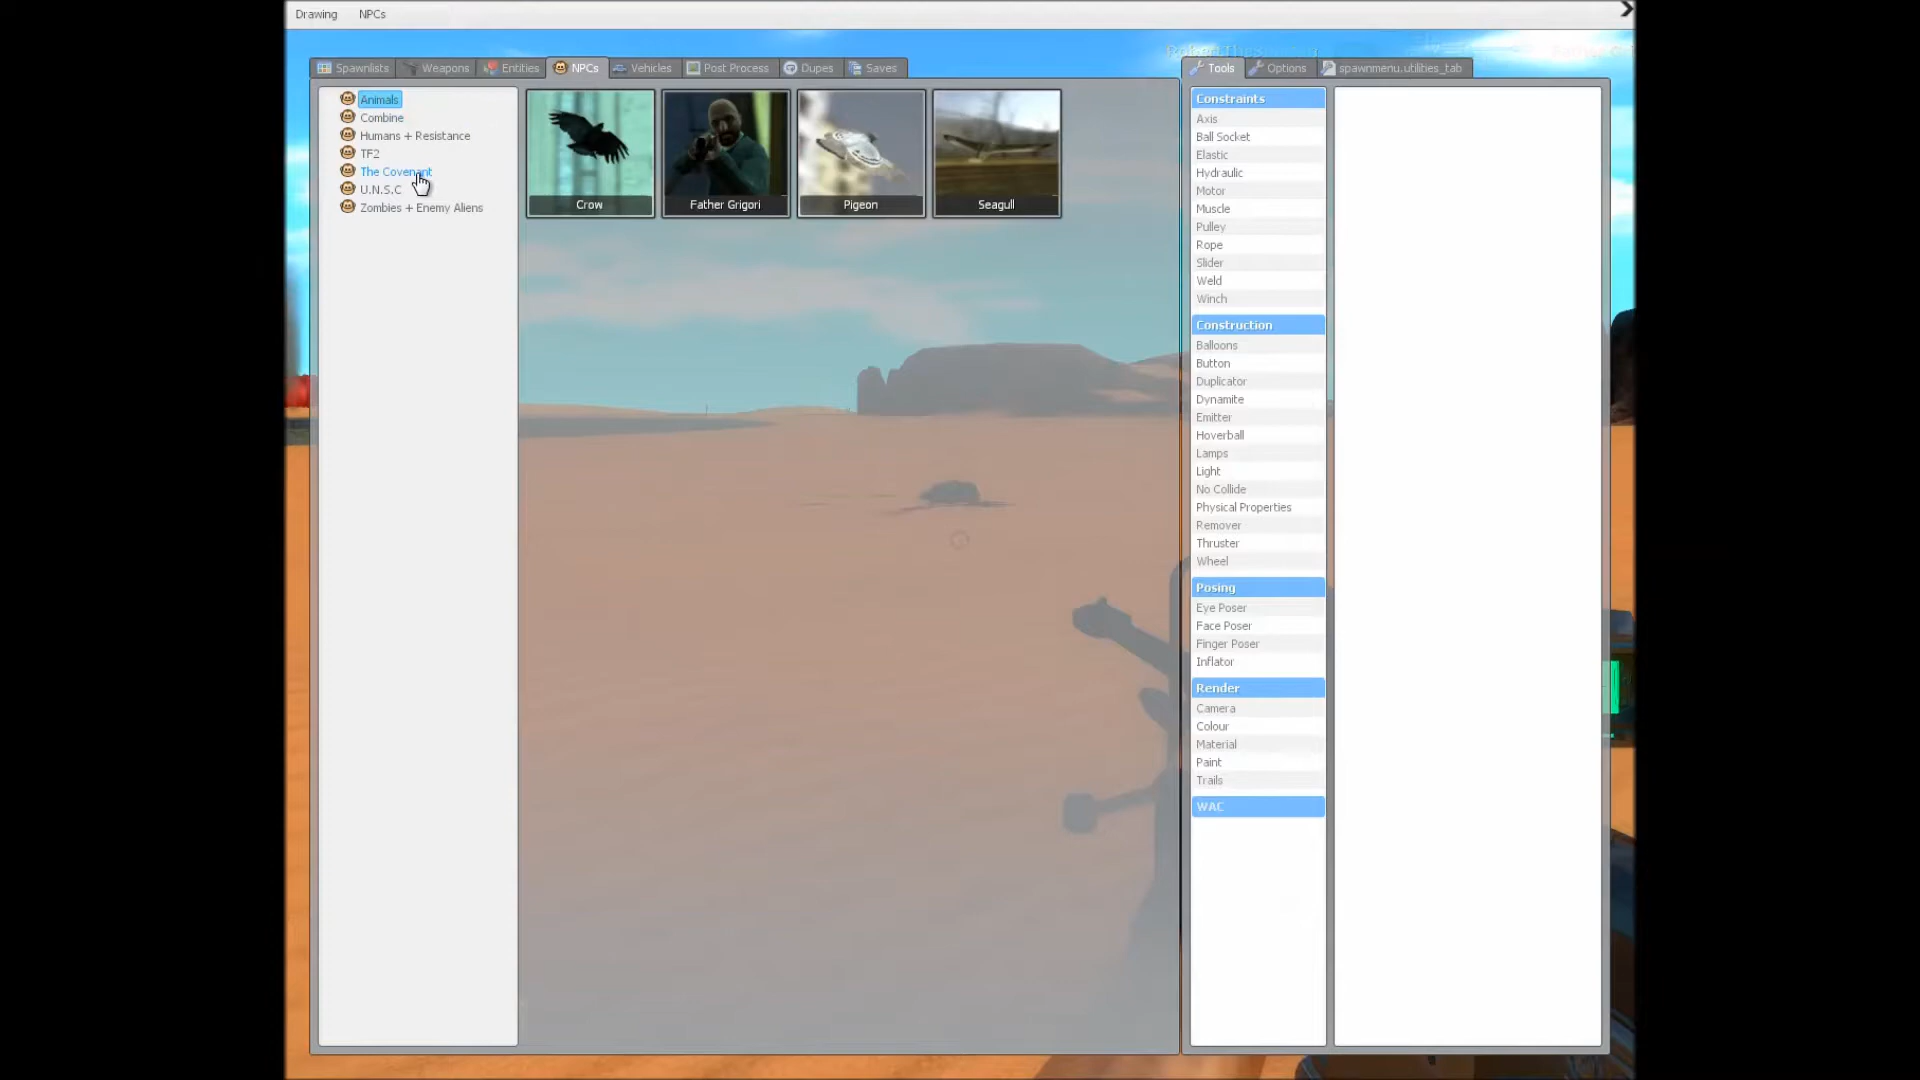 Drawing NPCs
Spawnlists Weapons Entities NPCs Vehicles Post Process Dupes Saves
Tools Options spawnmenu.utilities_tab
Animals
Combine
Humans + Resistance
TF2
The Covenant
U.N.S.C
Zombies + Enemy Aliens
Crow Father Grigori Pigeon Seagull
Constraints
Axis
Ball Socket
Elastic
Hydraulic
Motor
Muscle
Pulley
Rope
Slider
Weld
Winch
Construction
Balloons
Button
Duplicator
Dynamite
Emitter
Hoverball
Lamps
Light
No Collide
Physical Properties
Remover
Thruster
Wheel
Posing
Eye Poser
Face Poser
Finger Poser
Inflator
Render
Camera
Colour
Material
Paint
Trails
WAC